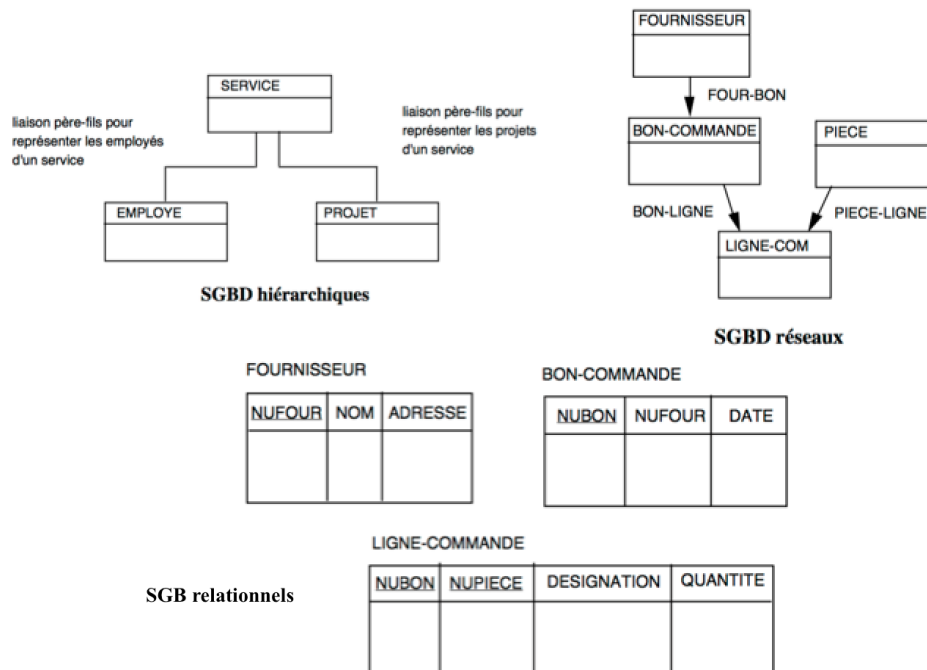 SERVICE
liaison père-fils pour
représenter les employés
d'un service
liaison père-fils pour
représenter les projets
d'un service
EMPLOYE
PROJET
SGBD hiérarchiques
FOURNISSEUR
FOUR-BON
BON-COMMANDE
PIECE
BON-LIGNE
PIECE-LIGNE
LIGNE-COM
SGBD réseaux
FOURNISSEUR
NUFOUR NOM ADRESSE
BON-COMMANDE
NUBON NUFOUR DATE
LIGNE-COMMANDE
NUBON NUPIECE DESIGNATION QUANTITE
SGB relationnels